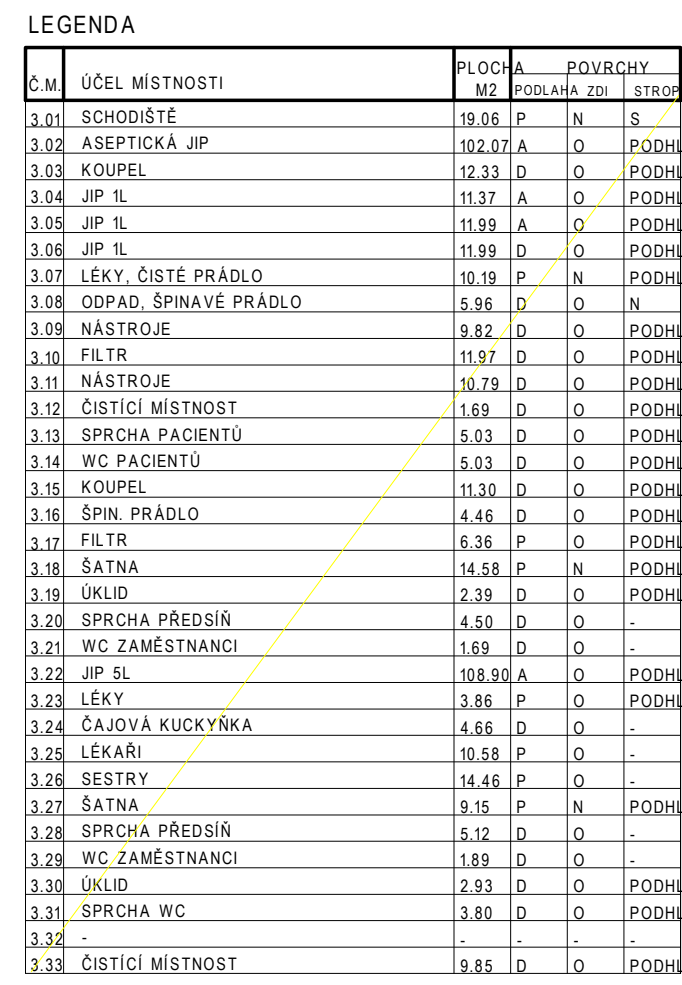 LEGENDA
PLOCHA POVRCHY
Č.M. ÚČEL MÍSTNOSTI M2 PODLAHA ZDI STROP
3.01 SCHODIŠTĚ 19.06 P N S
3.02 ASEPTICKÁ JIP 102.07 A O PODHL
3.03 KOUPEL 12.33 D O PODHL
3.04 JIP 1L 11.37 A O PODHL
3.05 JIP 1L 11.99 A O PODHL
3.06 JIP 1L 11.99 D O PODHL
3.07 LÉKY, ČISTÉ PRÁDLO 10.19 P N PODHL
3.08 ODPAD, ŠPINAVÉ PRÁDLO 5.96 D O N
3.09 NÁSTROJE 9.82 D O PODHL
3.10 FILTR 11.97 D O PODHL
3.11 NÁSTROJE 10.79 D O PODHL
3.12 ČISTÍCÍ MÍSTNOST 1.69 D O PODHL
3.13 SPRCHA PACIENTŮ 5.03 D O PODHL
3.14 WC PACIENTŮ 5.03 D O PODHL
3.15 KOUPEL 11.30 D O PODHL
3.16 ŠPIN. PRÁDLO 4.46 D O PODHL
3.17 FILTR 6.36 P O PODHL
3.18 ŠATNA 14.58 P N PODHL
3.19 ÚKLID 2.39 D O PODHL
3.20 SPRCHA PŘEDSÍŇ 4.50 D O -
3.21 WC ZAMĚSTNANCI 1.69 D O -
3.22 JIP 5L 108.90 A O PODHL
3.23 LÉKY 3.86 P O PODHL
3.24 ČAJOVÁ KUCKYŇKA 4.66 D O -
3.25 LÉKAŘI 10.58 P O -
3.26 SESTRY 14.46 P O -
3.27 ŠATNA 9.15 P N PODHL
3.28 SPRCHA PŘEDSÍŇ 5.12 D O -
3.29 WC ZAMĚSTNANCI 1.89 D O -
3.30 ÚKLID 2.93 D O PODHL
3.31 SPRCHA WC 3.80 D O PODHL
3.32 - - - - -
3.33 ČISTÍCÍ MÍSTNOST 9.85 D O PODHL